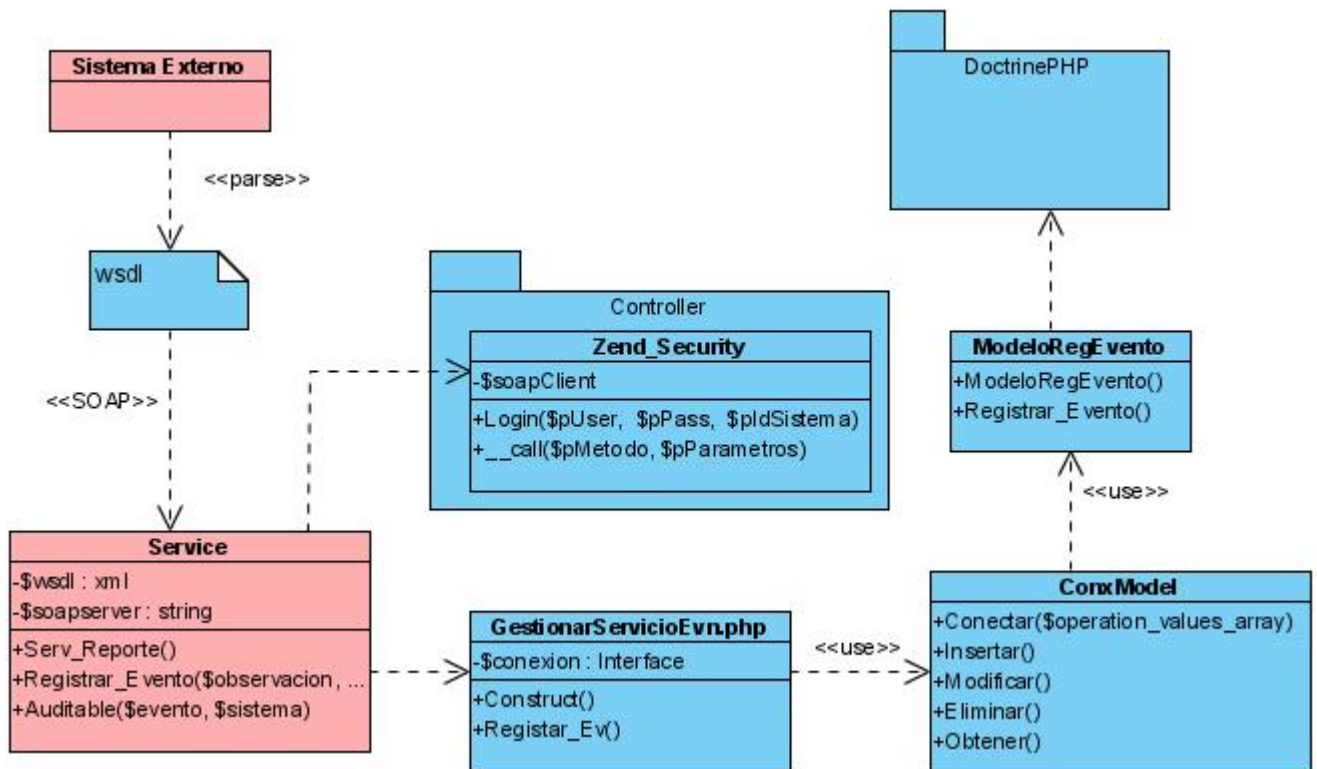 Sistema Externo
<<parse>>
wsdl
<<SOAP>>
Service
-$wsdl : xml
-$soapserver : string
+Serv_Reporte()
+Registrar_Evento($observacion, ...
+Auditable($evento, $sistema)
Controller
Zend_Security
-$soapClient
+Login($pUser, $pPass, $pIdSistema)
+__call($pMetodo, $pParametros)
GestionarServicioEvn.php
-$conexion : Interface
+Construct()
+Registar_Ev()
<<use>>
DoctrinePHP
ModeloRegEvento
+ModeloRegEvento()
+Registrar_Evento()
<<use>>
ConxModel
+Conectar($operation_values_array)
+Insertar()
+Modificar()
+Eliminar()
+Obtener()